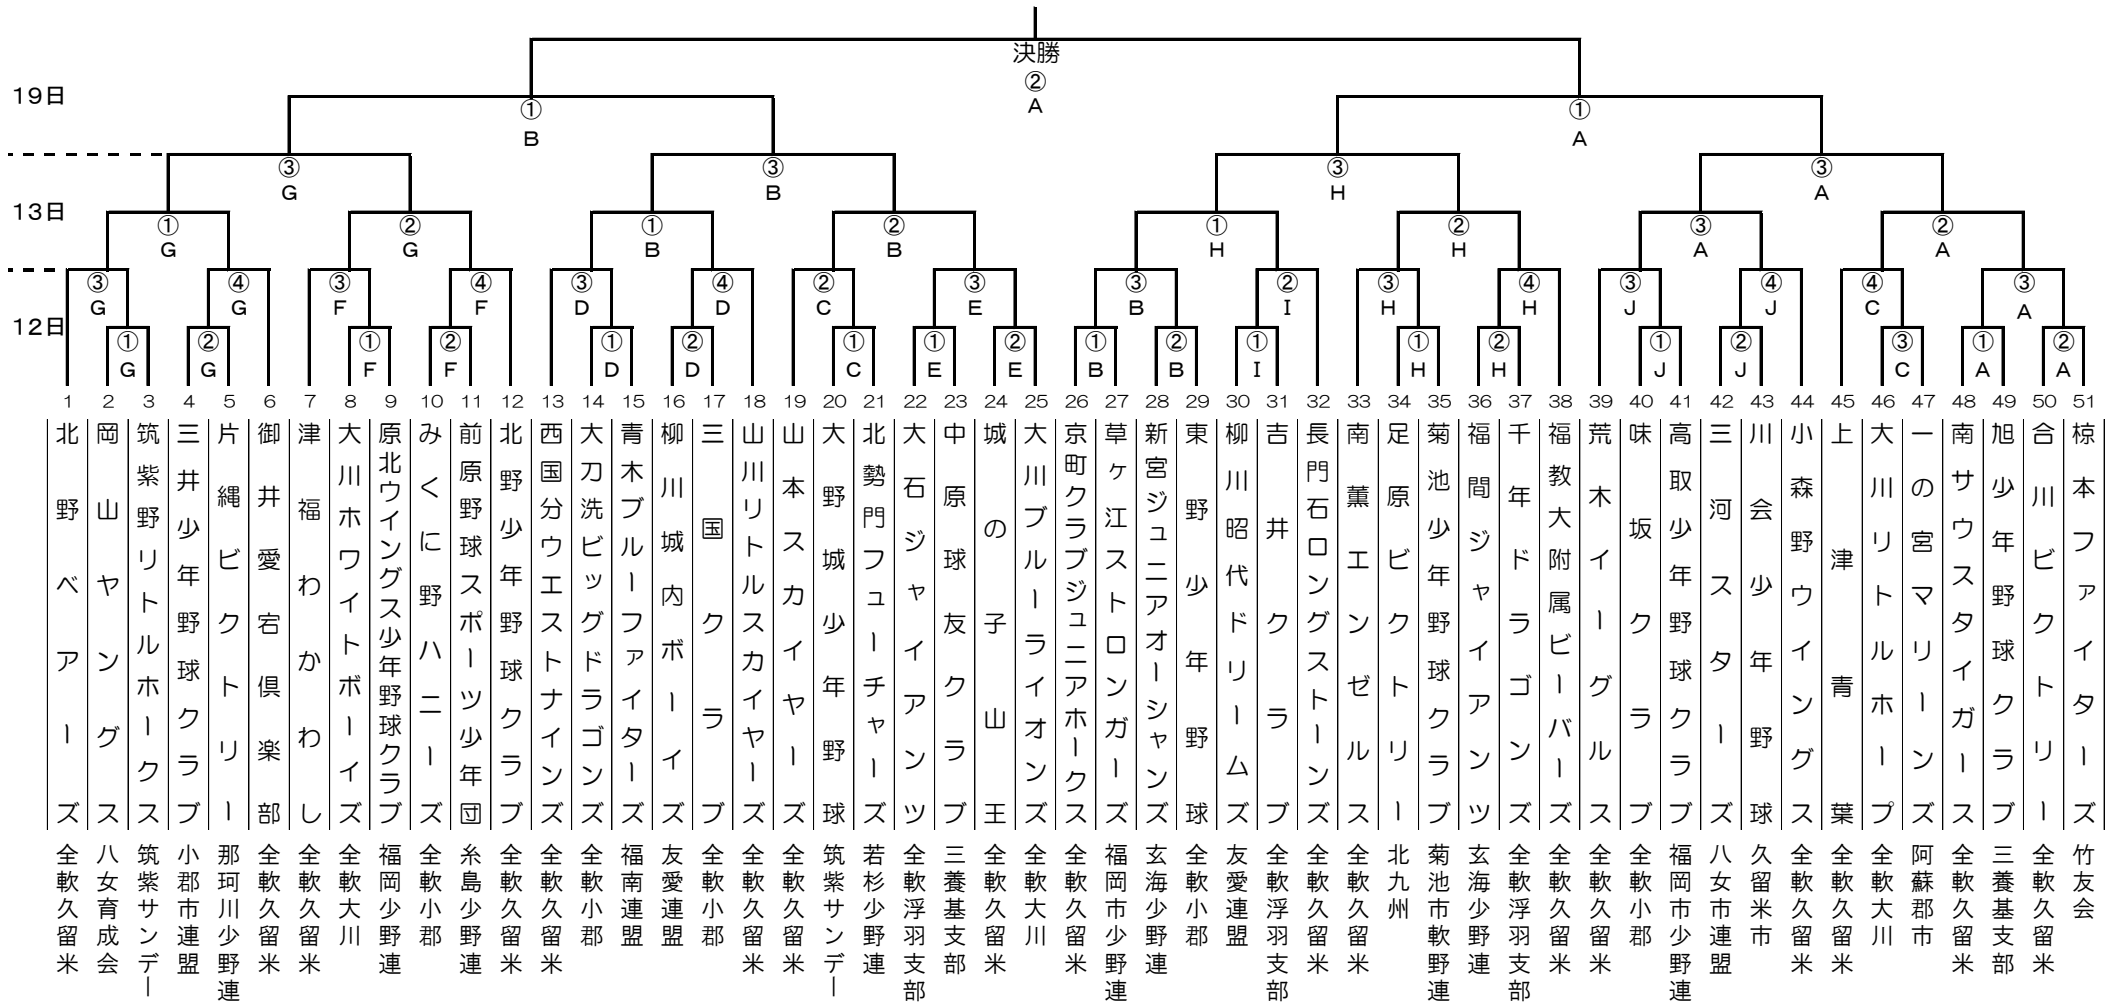 決勝
②
A
19日
①
B
①
A
③
G
③
B
③
H
③
A
13日
①
G
②
G
①
B
②
B
①
H
②
H
③
A
②
A
③
G
④
G
③
F
④
F
③
D
④
D
②
C
③
E
③
B
②
I
③
H
④
H
③
J
④
J
④
C
③
A
12日
①
G
②
G
①
F
②
F
①
D
②
D
①
C
①
E
②
E
①
B
②
B
①
I
①
H
②
H
①
J
②
J
③
C
①
A
②
A
1 北野ベアーズ 全軟久留米
2 岡山ヤングス 八女育成会
3 筑紫野リトルホークス 筑紫サンデー
4 三井少年野球クラブ 小郡市連盟
5 片縄ビクトリー 那珂川少野連
6 御井愛宕倶楽部 全軟久留米
7 津福わかわし 全軟久留米
8 大川ホワイトボーイズ 全軟大川
9 原北ウイングス少年野球クラブ 福岡少野連
10 みくに野ハニーズ 全軟小郡
11 前原野球スポーツ少年団 糸島少野連
12 北野少年野球クラブ 全軟久留米
13 西国分ウエストナインズ 全軟久留米
14 大刀洗ビッグドラゴンズ 全軟小郡
15 青木ブルーファイターズ 福南連盟
16 柳川城内ボーイズ 友愛連盟
17 三国クラブ 全軟小郡
18 山川リトルスカイヤーズ 全軟久留米
19 山本スカイヤーズ 全軟久留米
20 大野城少年野球 筑紫サンデー
21 北勢門フューチャーズ 若杉少野連
22 大石ジャイアンツ 全軟浮羽支部
23 中原球友クラブ 三養基支部
24 城の子山王 全軟久留米
25 大川ブルーライオンズ 全軟大川
26 京町クラブジュニアホークス 全軟久留米
27 草ヶ江ストロンガーズ 福岡市少野連
28 新宮ジュニアオーシャンズ 玄海少野連
29 東野少年野球 全軟小郡
30 柳川昭代ドリームズ 友愛連盟
31 吉井クラブ 全軟浮羽支部
32 長門石ロングストーンズ 全軟久留米
33 南薫エンゼルス 全軟久留米
34 足原ビクトリー 北九州
35 菊池少年野球クラブ 菊池市軟野連
36 福間ジャイアンツ 玄海少野連
37 千年ドラゴンズ 全軟浮羽支部
38 福教大附属ビーバーズ 全軟久留米
39 荒木イーグルス 全軟久留米
40 味坂クラブ 全軟小郡
41 高取少年野球クラブ 福岡市少野連
42 三河スターズ 八女市連盟
43 川会少年野球 久留米市
44 小森野ウイングス 全軟久留米
45 上津青葉 全軟久留米
46 大川リトルホープ 全軟大川
47 一の宮マリーンズ 阿蘇郡市
48 南サウスタイガース 全軟久留米
49 旭少年野球クラブ 三養基支部
50 合川ビクトリー 全軟久留米
51 椋本ファイターズ 竹友会